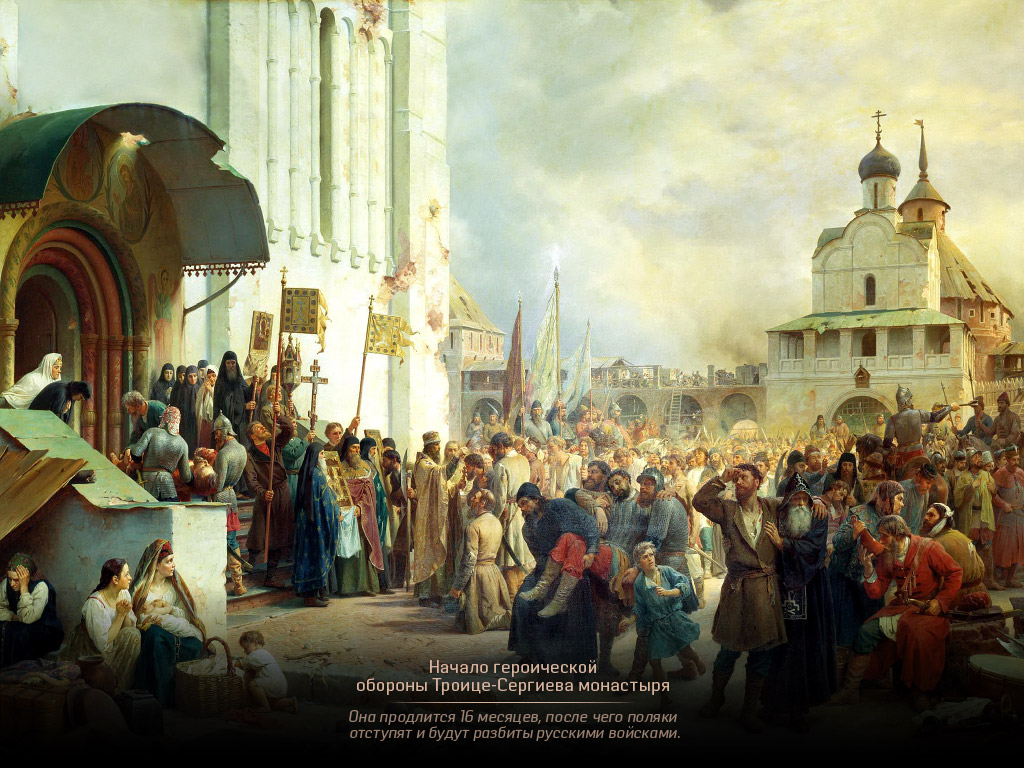 Начало героической
обороны Троице-Сергиева монастыря
Она продлится 16 месяцев, после чего поляки
отступят и будут разбиты русскими войсками.